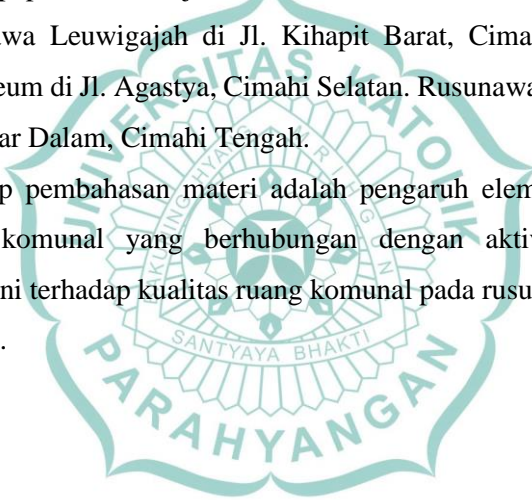 wa Leuwigajah di Jl. Kihapit Barat, Cima
eum di Jl. Agastya, Cimahi Selatan. Rusunawa
ar Dalam, Cimahi Tengah.
p pembahasan materi adalah pengaruh elem
komunal yang berhubungan dengan akti
ni terhadap kualitas ruang komunal pada rusu
.
UNIVERSITAS KATOLIK
SANTYAYA BHAKTI
PARAHYANGAN